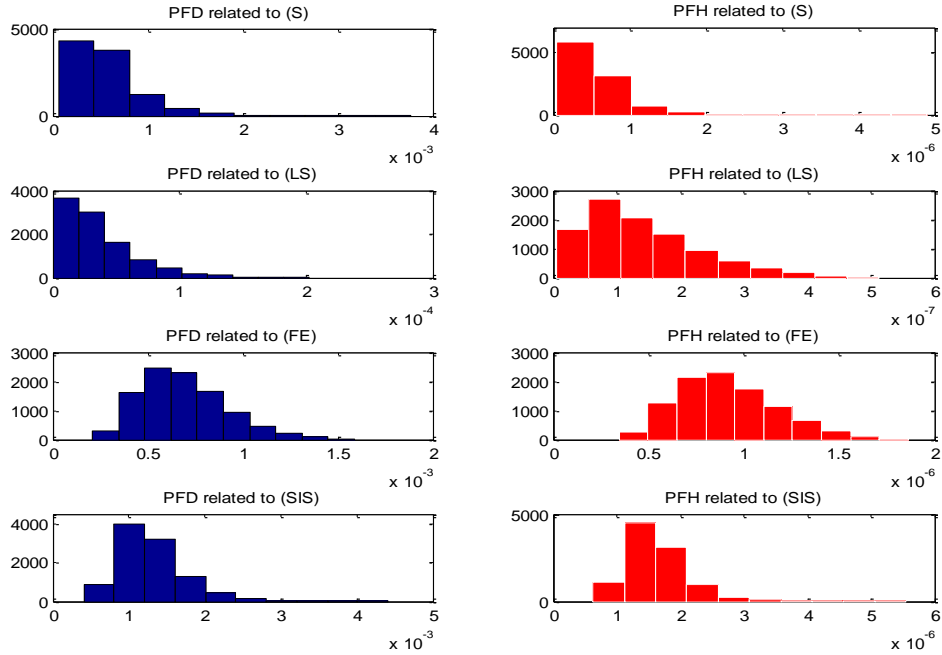 PFD related to (S)
5000
0
0 1 2 3 4
x 10⁻³
PFH related to (S)
5000
0
0 1 2 3 4 5
x 10⁻⁶
PFD related to (LS)
4000
2000
0
0 1 2 3
x 10⁻⁴
PFH related to (LS)
3000
2000
1000
0
0 1 2 3 4 5 6
x 10⁻⁷
PFD related to (FE)
3000
2000
1000
0
0 0.5 1 1.5 2
x 10⁻³
PFH related to (FE)
3000
2000
1000
0
0 0.5 1 1.5 2
x 10⁻⁶
PFD related to (SIS)
4000
2000
0
0 1 2 3 4 5
x 10⁻³
PFH related to (SIS)
5000
0
0 1 2 3 4 5 6
x 10⁻⁶